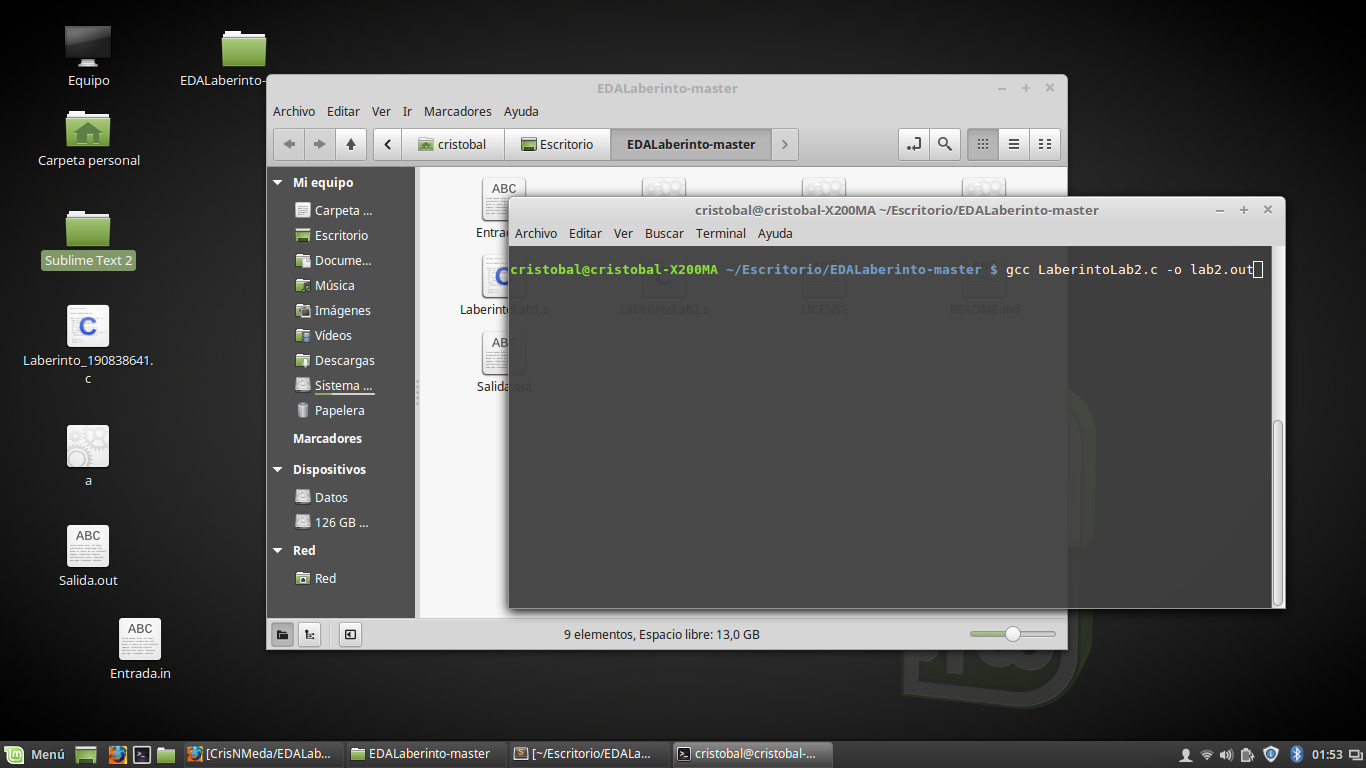 Equipo
EDALaberinto-
Carpeta personal
Sublime Text 2
Laberinto_190838641.
c
a
ABC
Salida.out
ABC
Entrada.in
EDALaberinto-master
Archivo Editar Ver Ir Marcadores Ayuda
cristobal Escritorio EDALaberinto-master
Mi equipo
Carpeta ...
Escritorio
Docume...
Música
Imágenes
Vídeos
Descargas
Sistema ...
Papelera
Marcadores
Dispositivos
Datos
126 GB ...
Red
Red
ABC
Entra
LaberintoLab1.c LaberintoLab2.c LICENSE README.md
ABC
Salida.out
9 elementos, Espacio libre: 13,0 GB
cristobal@cristobal-X200MA ~/Escritorio/EDALaberinto-master
Archivo Editar Ver Buscar Terminal Ayuda
cristobal@cristobal-X200MA ~/Escritorio/EDALaberinto-master $ gcc LaberintoLab2.c -o lab2.out
Menú [CrisNMeda/EDALab... EDALaberinto-master [~/Escritorio/EDALa... cristobal@cristobal-... 01:53